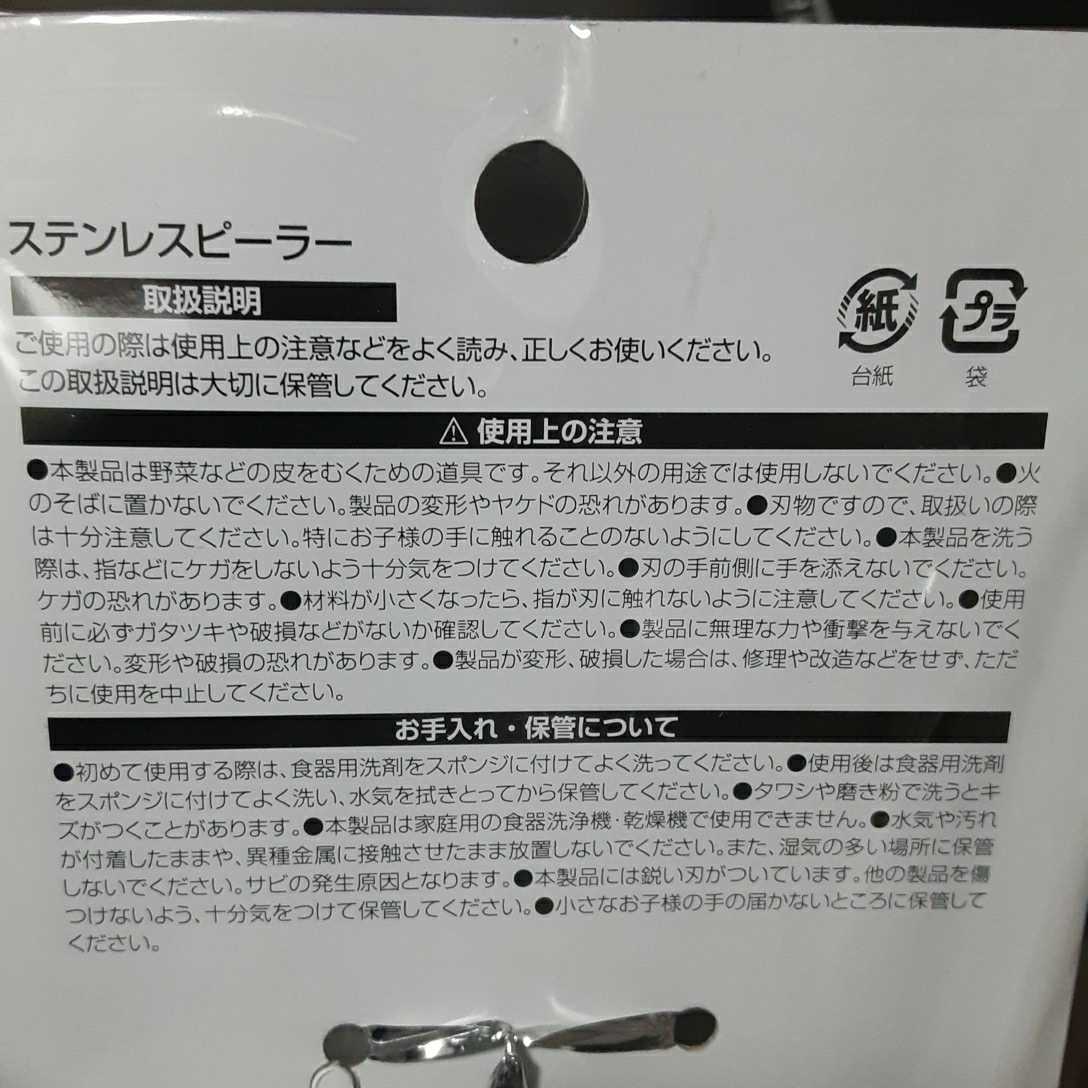 ステンレスピーラー
取扱説明
ご使用の際は使用上の注意などをよく読み、正しくお使いください。
この取扱説明は大切に保管してください。
紙
台紙
プラ
袋
⚠ 使用上の注意
●本製品は野菜などの皮をむくための道具です。それ以外の用途では使用しないでください。●火
のそばに置かないでください。製品の変形やヤケドの恐れがあります。●刃物ですので、取扱いの際
は十分注意してください。特にお子様の手に触れることのないようにしてください。●本製品を洗う
際は、指などにケガをしないよう十分気をつけてください。●刃の手前側に手を添えないでください。
ケガの恐れがあります。●材料が小さくなったら、指が刃に触れないように注意してください。●使用
前に必ずガタツキや破損などがないか確認してください。●製品に無理な力や衝撃を与えないでく
ださい。変形や破損の恐れがあります。●製品が変形、破損した場合は、修理や改造などをせず、ただ
ちに使用を中止してください。
お手入れ・保管について
●初めて使用する際は、食器用洗剤をスポンジに付けてよく洗ってください。●使用後は食器用洗剤
をスポンジに付けてよく洗い、水気を拭きとってから保管してください。●タワシや磨き粉で洗うとキ
ズがつくことがあります。●本製品は家庭用の食器洗浄機・乾燥機で使用できません。●水気や汚れ
が付着したままや、異種金属に接触させたまま放置しないでください。また、湿気の多い場所に保管
しないでください。サビの発生原因となります。●本製品には鋭い刃がついています。他の製品を傷
つけないよう、十分気をつけて保管してください。●小さなお子様の手の届かないところに保管して
ください。